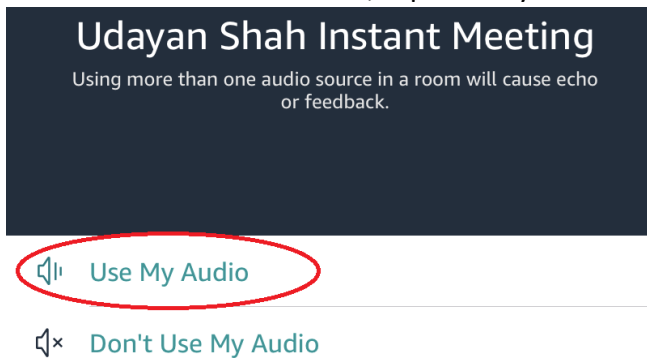 Udayan Shah Instant Meeting
Using more than one audio source in a room will cause echo
or feedback.
Use My Audio
Don't Use My Audio